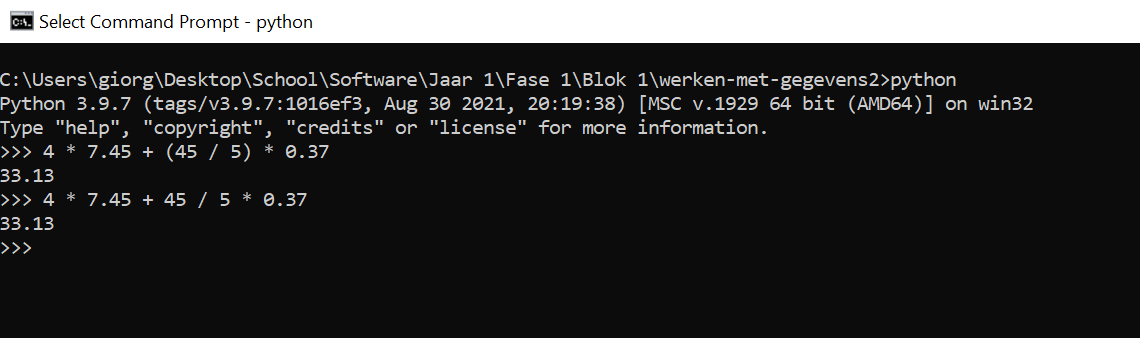 Select Command Prompt - python
C:\Users\giorg\Desktop\School\Software\Jaar 1\Fase 1\Blok 1\werken-met-gegevens2>python
Python 3.9.7 (tags/v3.9.7:1016ef3, Aug 30 2021, 20:19:38) [MSC v.1929 64 bit (AMD64)] on win32
Type "help", "copyright", "credits" or "license" for more information.
>>> 4 * 7.45 + (45 / 5) * 0.37
33.13
>>> 4 * 7.45 + 45 / 5 * 0.37
33.13
>>>